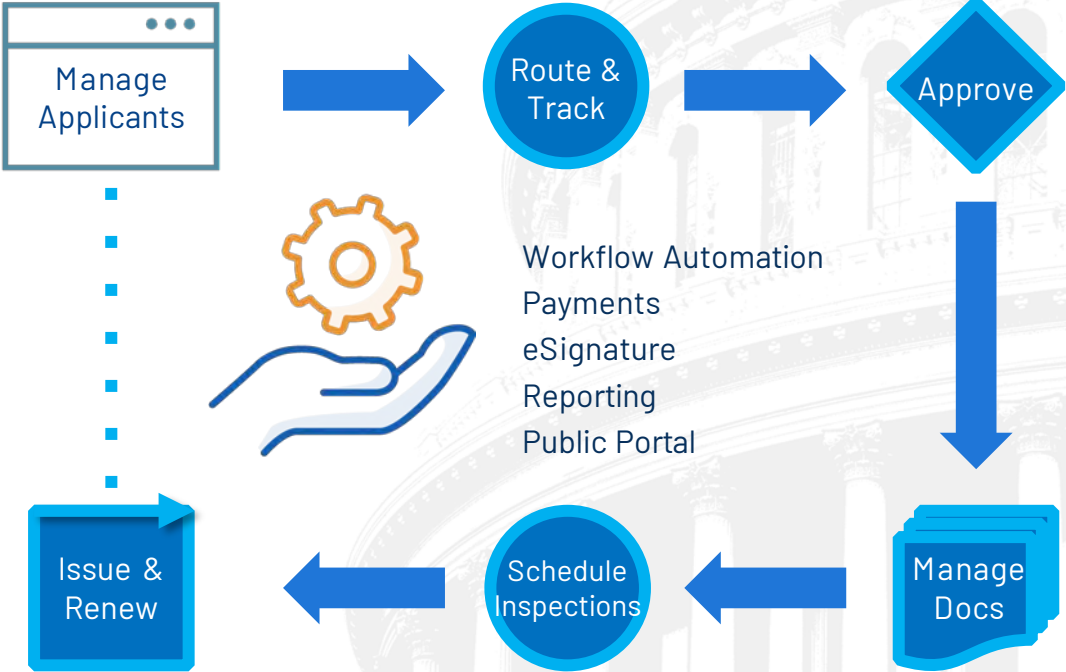 Manage
Applicants
Route &
Track
Approve
Workflow Automation
Payments
eSignature
Reporting
Public Portal
Issue &
Renew
Schedule
Inspections
Manage
Docs